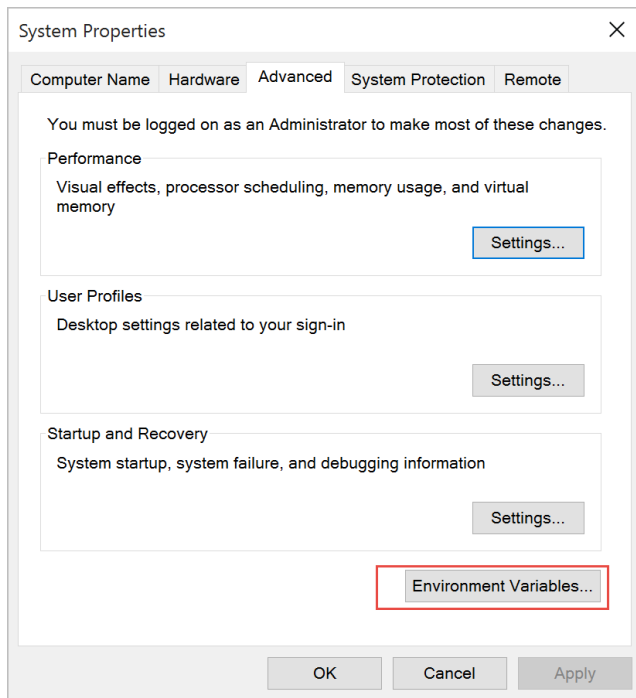 System Properties
Computer Name Hardware Advanced System Protection Remote
You must be logged on as an Administrator to make most of these changes.
Performance
Visual effects, processor scheduling, memory usage, and virtual
memory
Settings...
User Profiles
Desktop settings related to your sign-in
Settings...
Startup and Recovery
System startup, system failure, and debugging information
Settings...
Environment Variables...
OK Cancel Apply